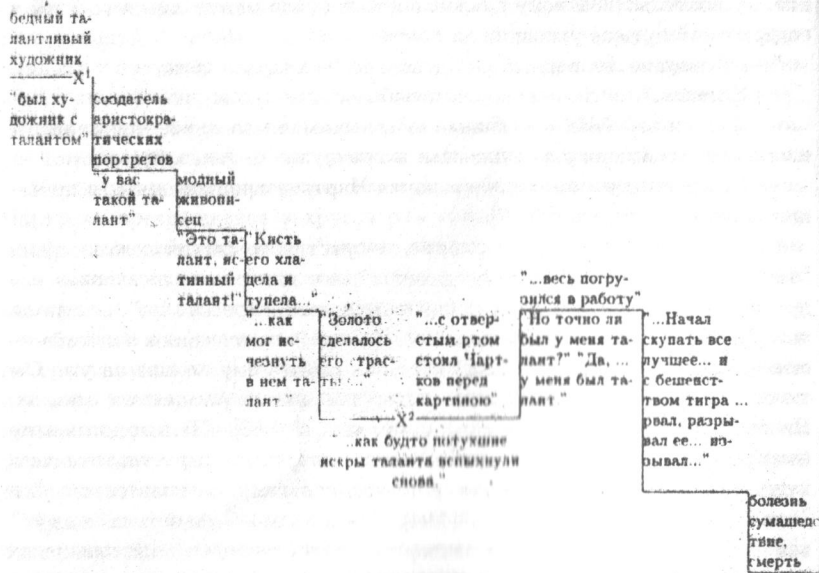 бедный та-
лантливый
художник
X¹
"был ху-
дожник с
талантом"
создатель
аристокра-
тических
портретов
"... у вас
такой та-
лант"
модный
живопи-
сец
"Это та-
лант, ис-
тинный
талант!"
"Кисть
его хла-
дела и
тупела..."
"...как
мог ис-
чезнуть
в нем та-
лант...
"Золото
сделалось
его страс-
ты
"... с отвер-
стым ртом
стоял Чарт-
ков перед
картиною"
X²
"...как будто потухшие
искры таланта вспыхнули
снова."
"...весь погру-
зился в работу"
"Но точно ли
был у меня та-
лант?" "Да, ...
у меня был та-
лант."
"...Начал
скупать все
лучшее... и
с бешенст-
твом тигра ...
рвал, разры-
вал ее... из-
рывал..."
болезнь
сумашедс
твие,
смерть